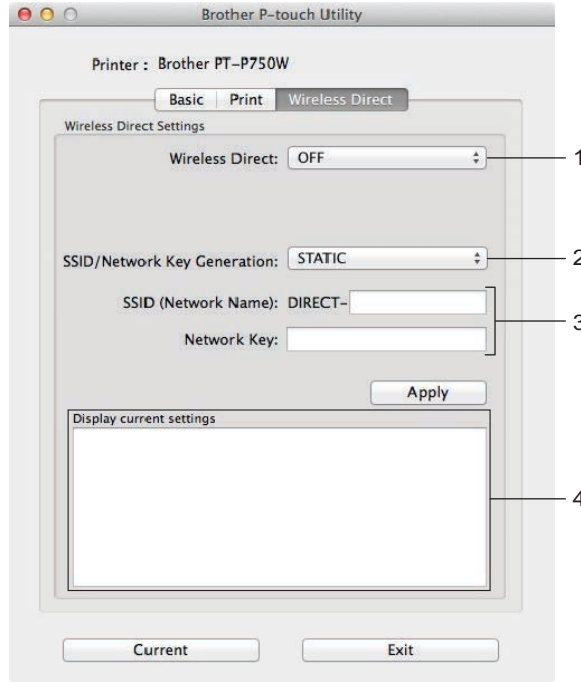 Brother P-touch Utility
Printer : Brother PT-P750W
Basic Print Wireless Direct
Wireless Direct Settings
Wireless Direct: OFF 1
SSID/Network Key Generation: STATIC 2
SSID (Network Name): DIRECT-
3
Network Key:
Apply
Display current settings
4
Current Exit